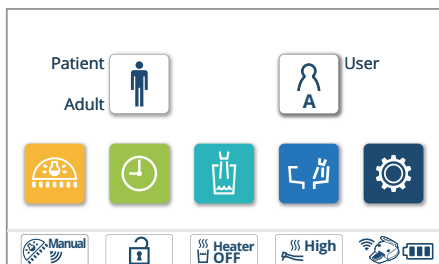 Patient
Adult
User
A
Manual
Heater
OFF
High